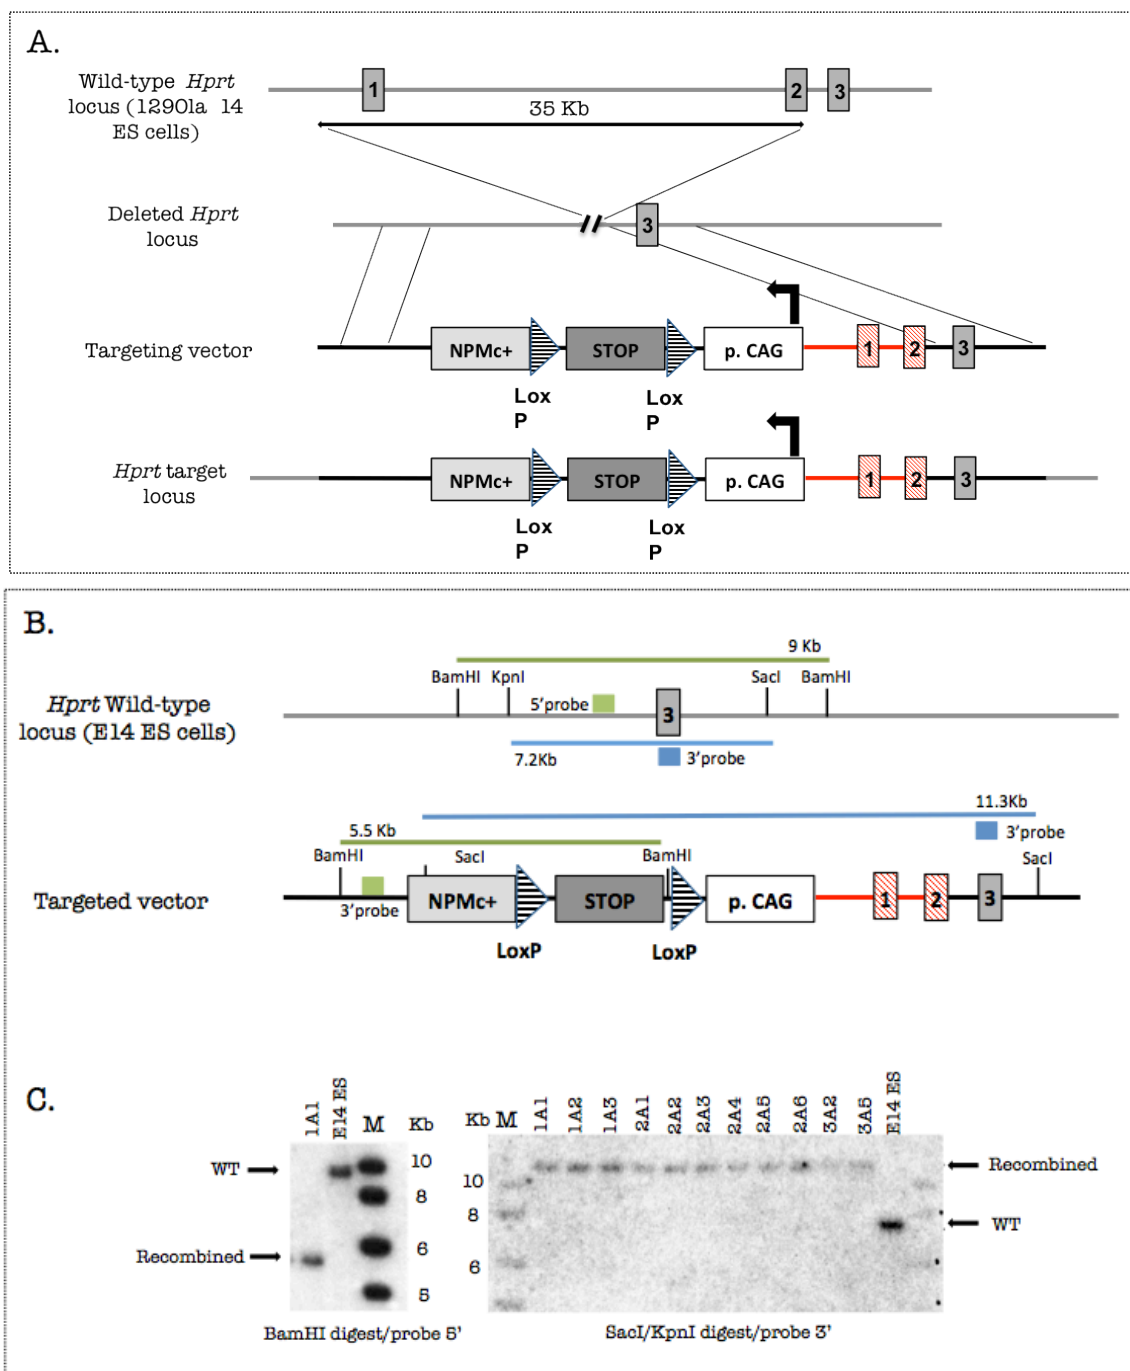 A.
Wild-type Hprt
locus (129Ola 14
ES cells)
1
2
3
35 Kb
Deleted Hprt
locus
3
Targeting vector
NPMc+
STOP
p. CAG
1
2
3
Lox
P
Lox
P
Hprt target
locus
NPMc+
STOP
p. CAG
1
2
3
Lox
P
Lox
P
B.
9 Kb
BamHI KpnI
SacI BamHI
Hprt Wild-type
locus (E14 ES cells)
5'probe
3
7.2Kb
3'probe
11.3Kb
5.5 Kb
3'probe
BamHI
SacI
BamHI
SacI
Targeted vector
3'probe
NPMc+
STOP
p. CAG
1
2
3
LoxP
LoxP
C.
1A1
E14 ES
M
Kb
WT
10
8
Recombined
6
5
BamHI digest/probe 5'
Kb M
1A1
1A2
1A3
2A1
2A2
2A3
2A4
2A5
2A6
3A2
3A5
E14 ES
10
8
6
Recombined
WT
SacI/KpnI digest/probe 3'